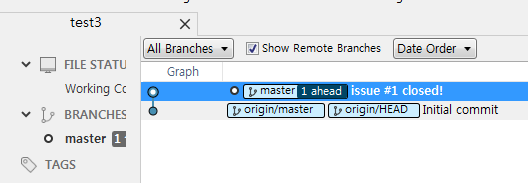 test3
All Branches
Show Remote Branches
Date Order
FILE STATU
Working Co
BRANCHES
master 1
TAGS
Graph
master 1 ahead issue #1 closed!
origin/master origin/HEAD Initial commit